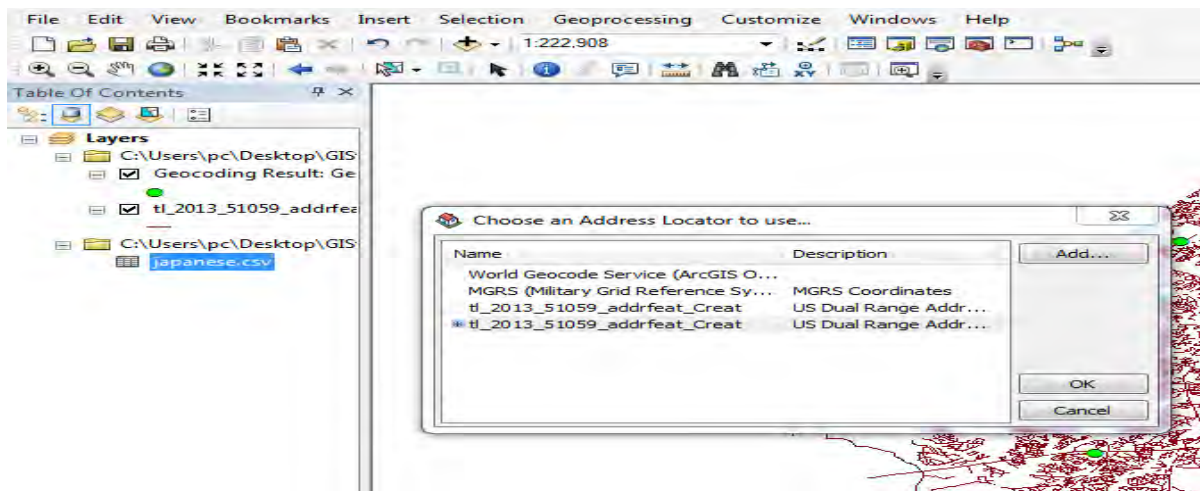 File Edit View Bookmarks Insert Selection Geoprocessing Customize Windows Help
1:222,908
Table Of Contents
Layers
C:\Users\pc\Desktop\GIS
Geocoding Result: Ge
tl_2013_51059_addrfea
C:\Users\pc\Desktop\GIS
japanese.csv
Choose an Address Locator to use...
Name Description
Add...
World Geocode Service (ArcGIS O...
MGRS (Military Grid Reference Sy... MGRS Coordinates
tl_2013_51059_addrfeat_Creat US Dual Range Addr...
tl_2013_51059_addrfeat_Creat US Dual Range Addr...
OK
Cancel